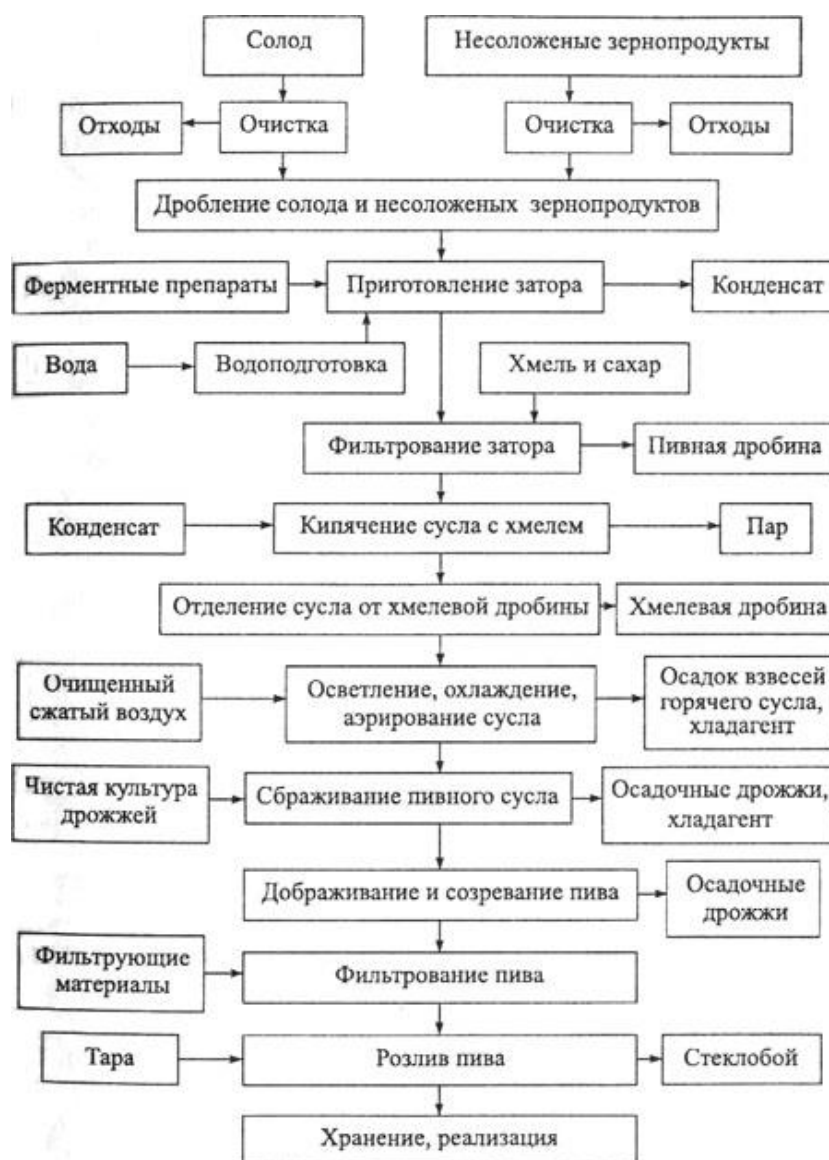 Солод
Несоложеные зернопродукты
Отходы
Очистка
Очистка
Отходы
Дробление солода и несоложеных зернопродуктов
Ферментные препараты
Приготовление затора
Конденсат
Вода
Водоподготовка
Хмель и сахар
Фильтрование затора
Пивная дробина
Конденсат
Кипячение сусла с хмелем
Пар
Отделение сусла от хмелевой дробины
Хмелевая дробина
Очищенный
сжатый воздух
Осветление, охлаждение,
аэрирование сусла
Осадок взвесей
горячего сусла,
хладагент
Чистая культура
дрожжей
Сбраживание пивного сусла
Осадочные дрожжи,
хладагент
Дображивание и созревание пива
Осадочные
дрожжи
Фильтрующие
материалы
Фильтрование пива
Тара
Розлив пива
Стеклобой
Хранение, реализация